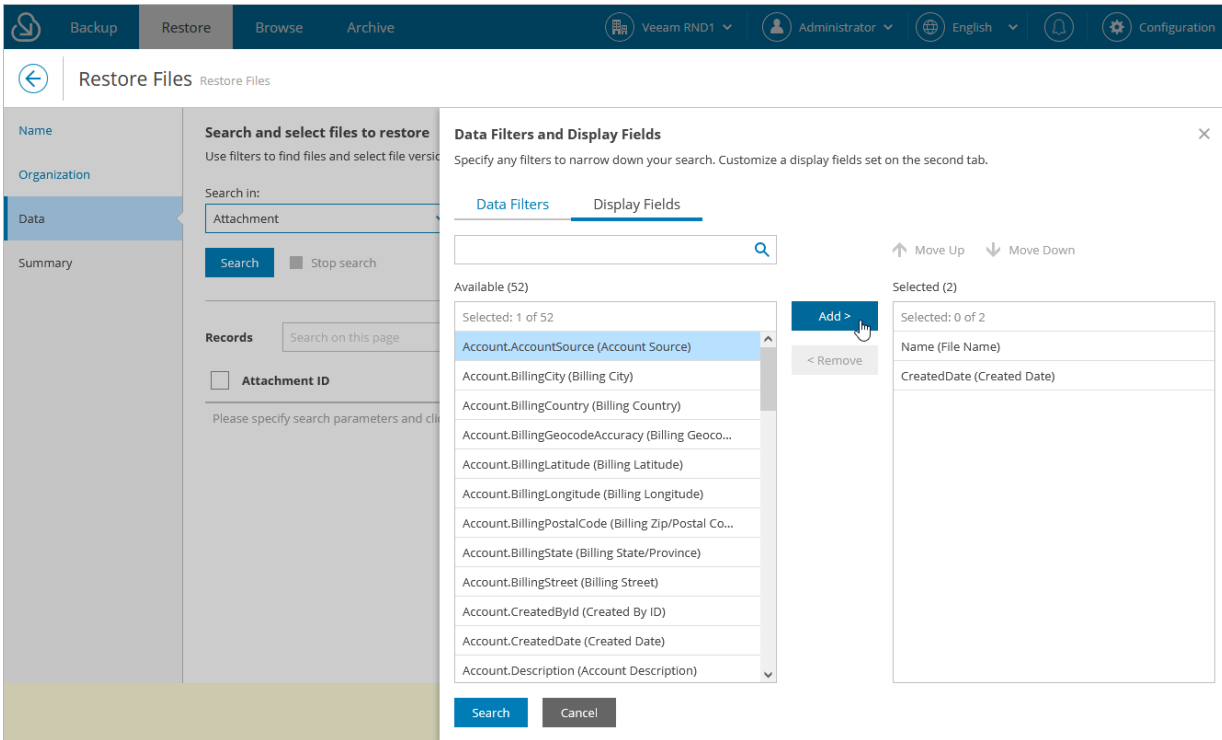 Backup Restore Browse Archive Veeam RND1 Administrator English Configuration
Restore Files Restore Files
Name
Organization
Data
Summary
Search and select files to restore
Use filters to find files and select file versic
Search in:
Attachment
Search Stop search
Records Search on this page
Attachment ID
Please specify search parameters and clic
Data Filters and Display Fields
Specify any filters to narrow down your search. Customize a display fields set on the second tab.
Data Filters Display Fields
Move Up Move Down
Available (52)
Selected: 1 of 52
Account.AccountSource (Account Source)
Account.BillingCity (Billing City)
Account.BillingCountry (Billing Country)
Account.BillingGeocodeAccuracy (Billing Geoco...
Account.BillingLatitude (Billing Latitude)
Account.BillingLongitude (Billing Longitude)
Account.BillingPostalCode (Billing Zip/Postal Co...
Account.BillingState (Billing State/Province)
Account.BillingStreet (Billing Street)
Account.CreatedById (Created By ID)
Account.CreatedDate (Created Date)
Account.Description (Account Description)
Add >
< Remove
Selected (2)
Selected: 0 of 2
Name (File Name)
CreatedDate (Created Date)
Search Cancel